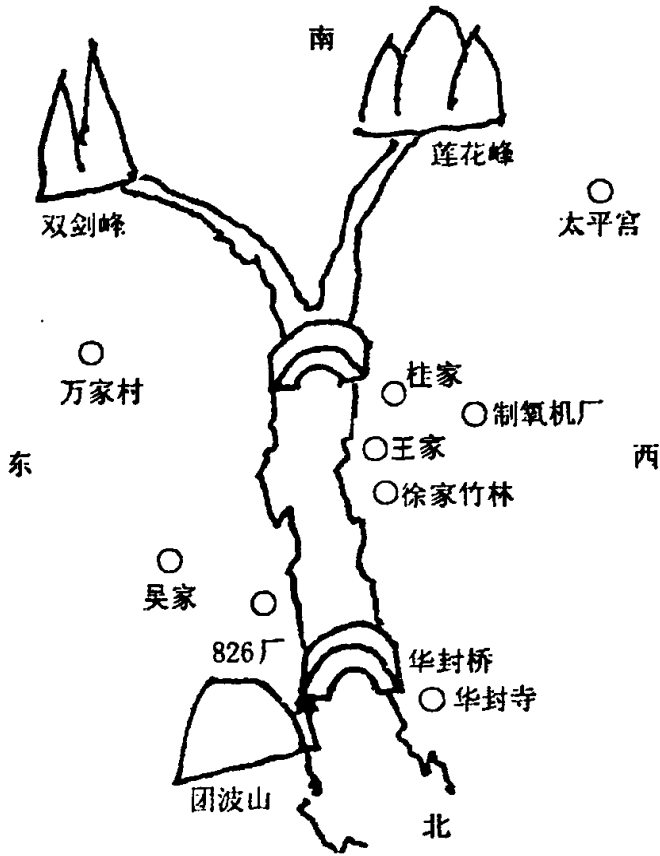 南
莲花峰
双剑峰
太平宫
万家村
桂家
制氧机厂
东
王家
西
徐家竹林
吴家
826厂
华封桥
华封寺
团波山
北